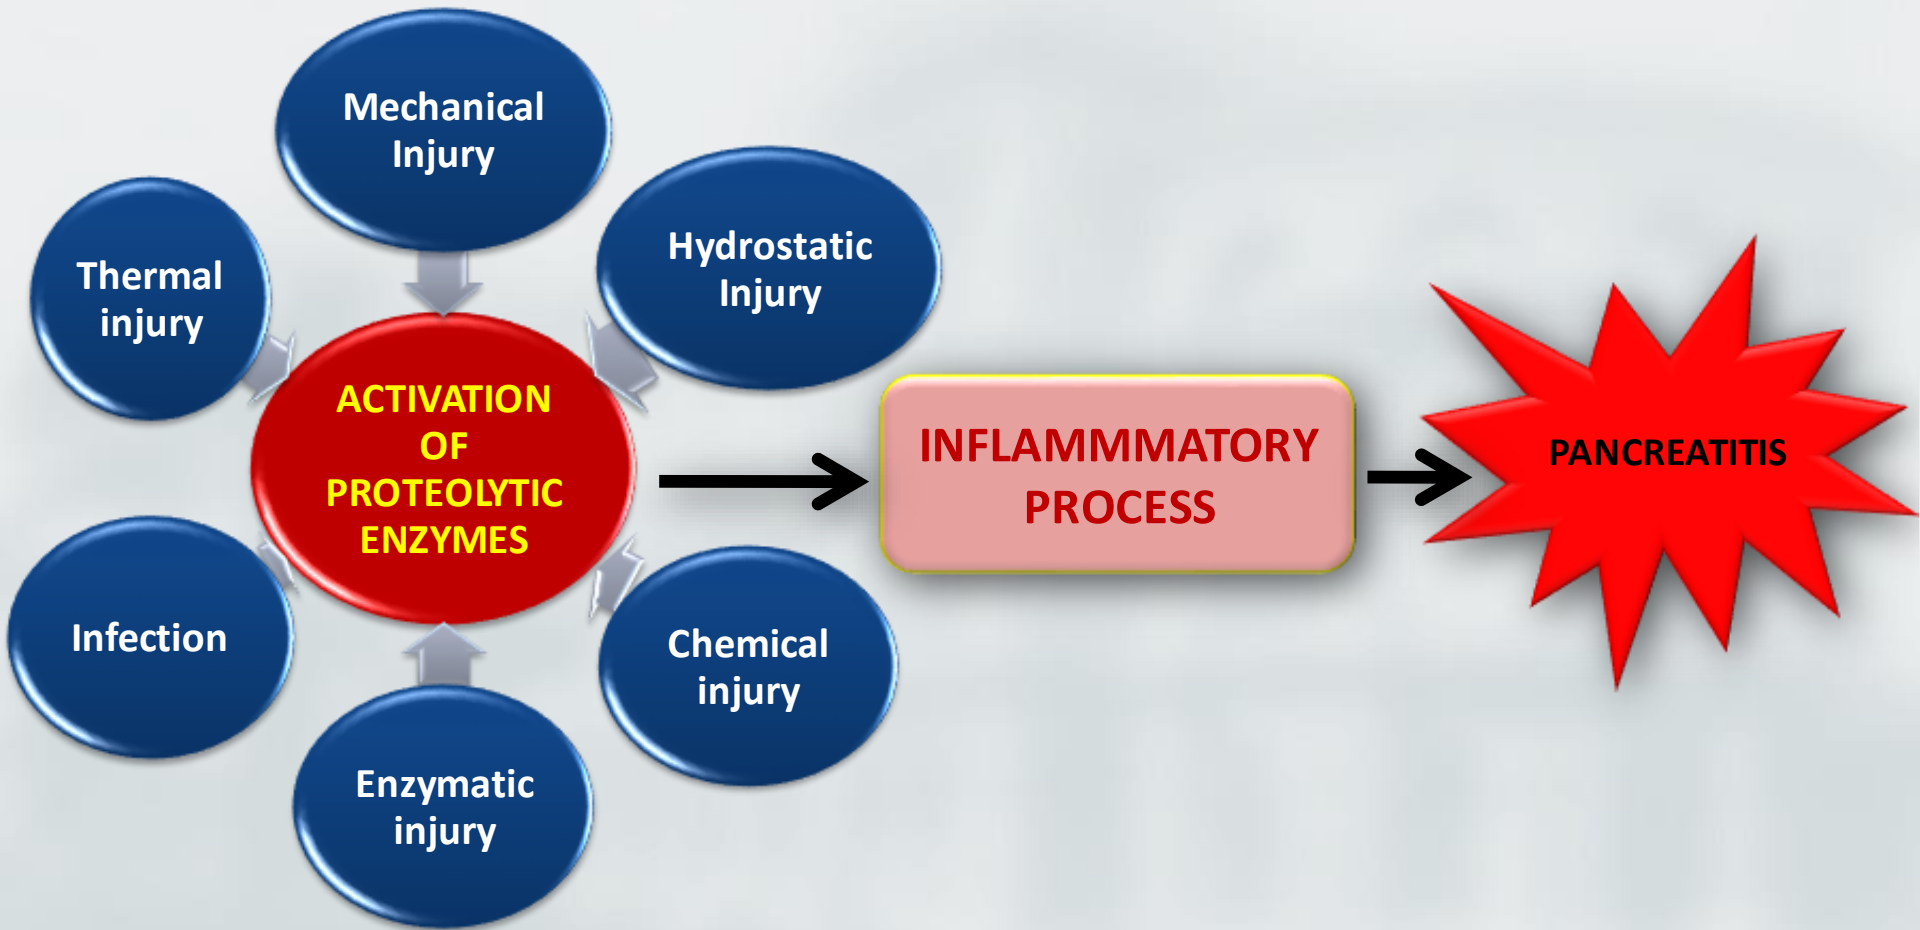 Mechanical
Injury
Hydrostatic
Injury
Thermal
injury
ACTIVATION
OF
PROTEOLYTIC
ENZYMES
INFLAMMMATORY
PROCESS
PANCREATITIS
Infection
Chemical
injury
Enzymatic
injury